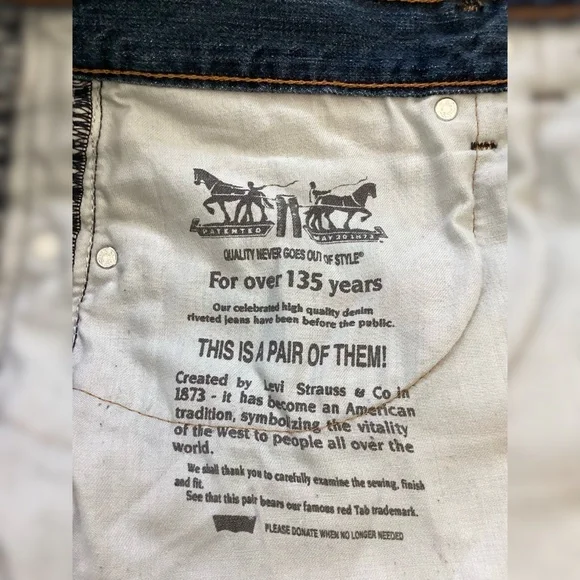 PATENTED MAY 20 1873
QUALITY NEVER GOES OUT OF STYLE®
For over 135 years
Our celebrated high quality denim
riveted jeans have been before the public.
THIS IS A PAIR OF THEM!
Created by Levi Strauss & Co in
1873 - it has become an American
tradition, symbolizing the vitality
of the West to people all over the
world.
We shall thank you to carefully examine the sewing, finish
and fit.
See that this pair bears our famous red Tab trademark.
PLEASE DONATE WHEN NO LONGER NEEDED